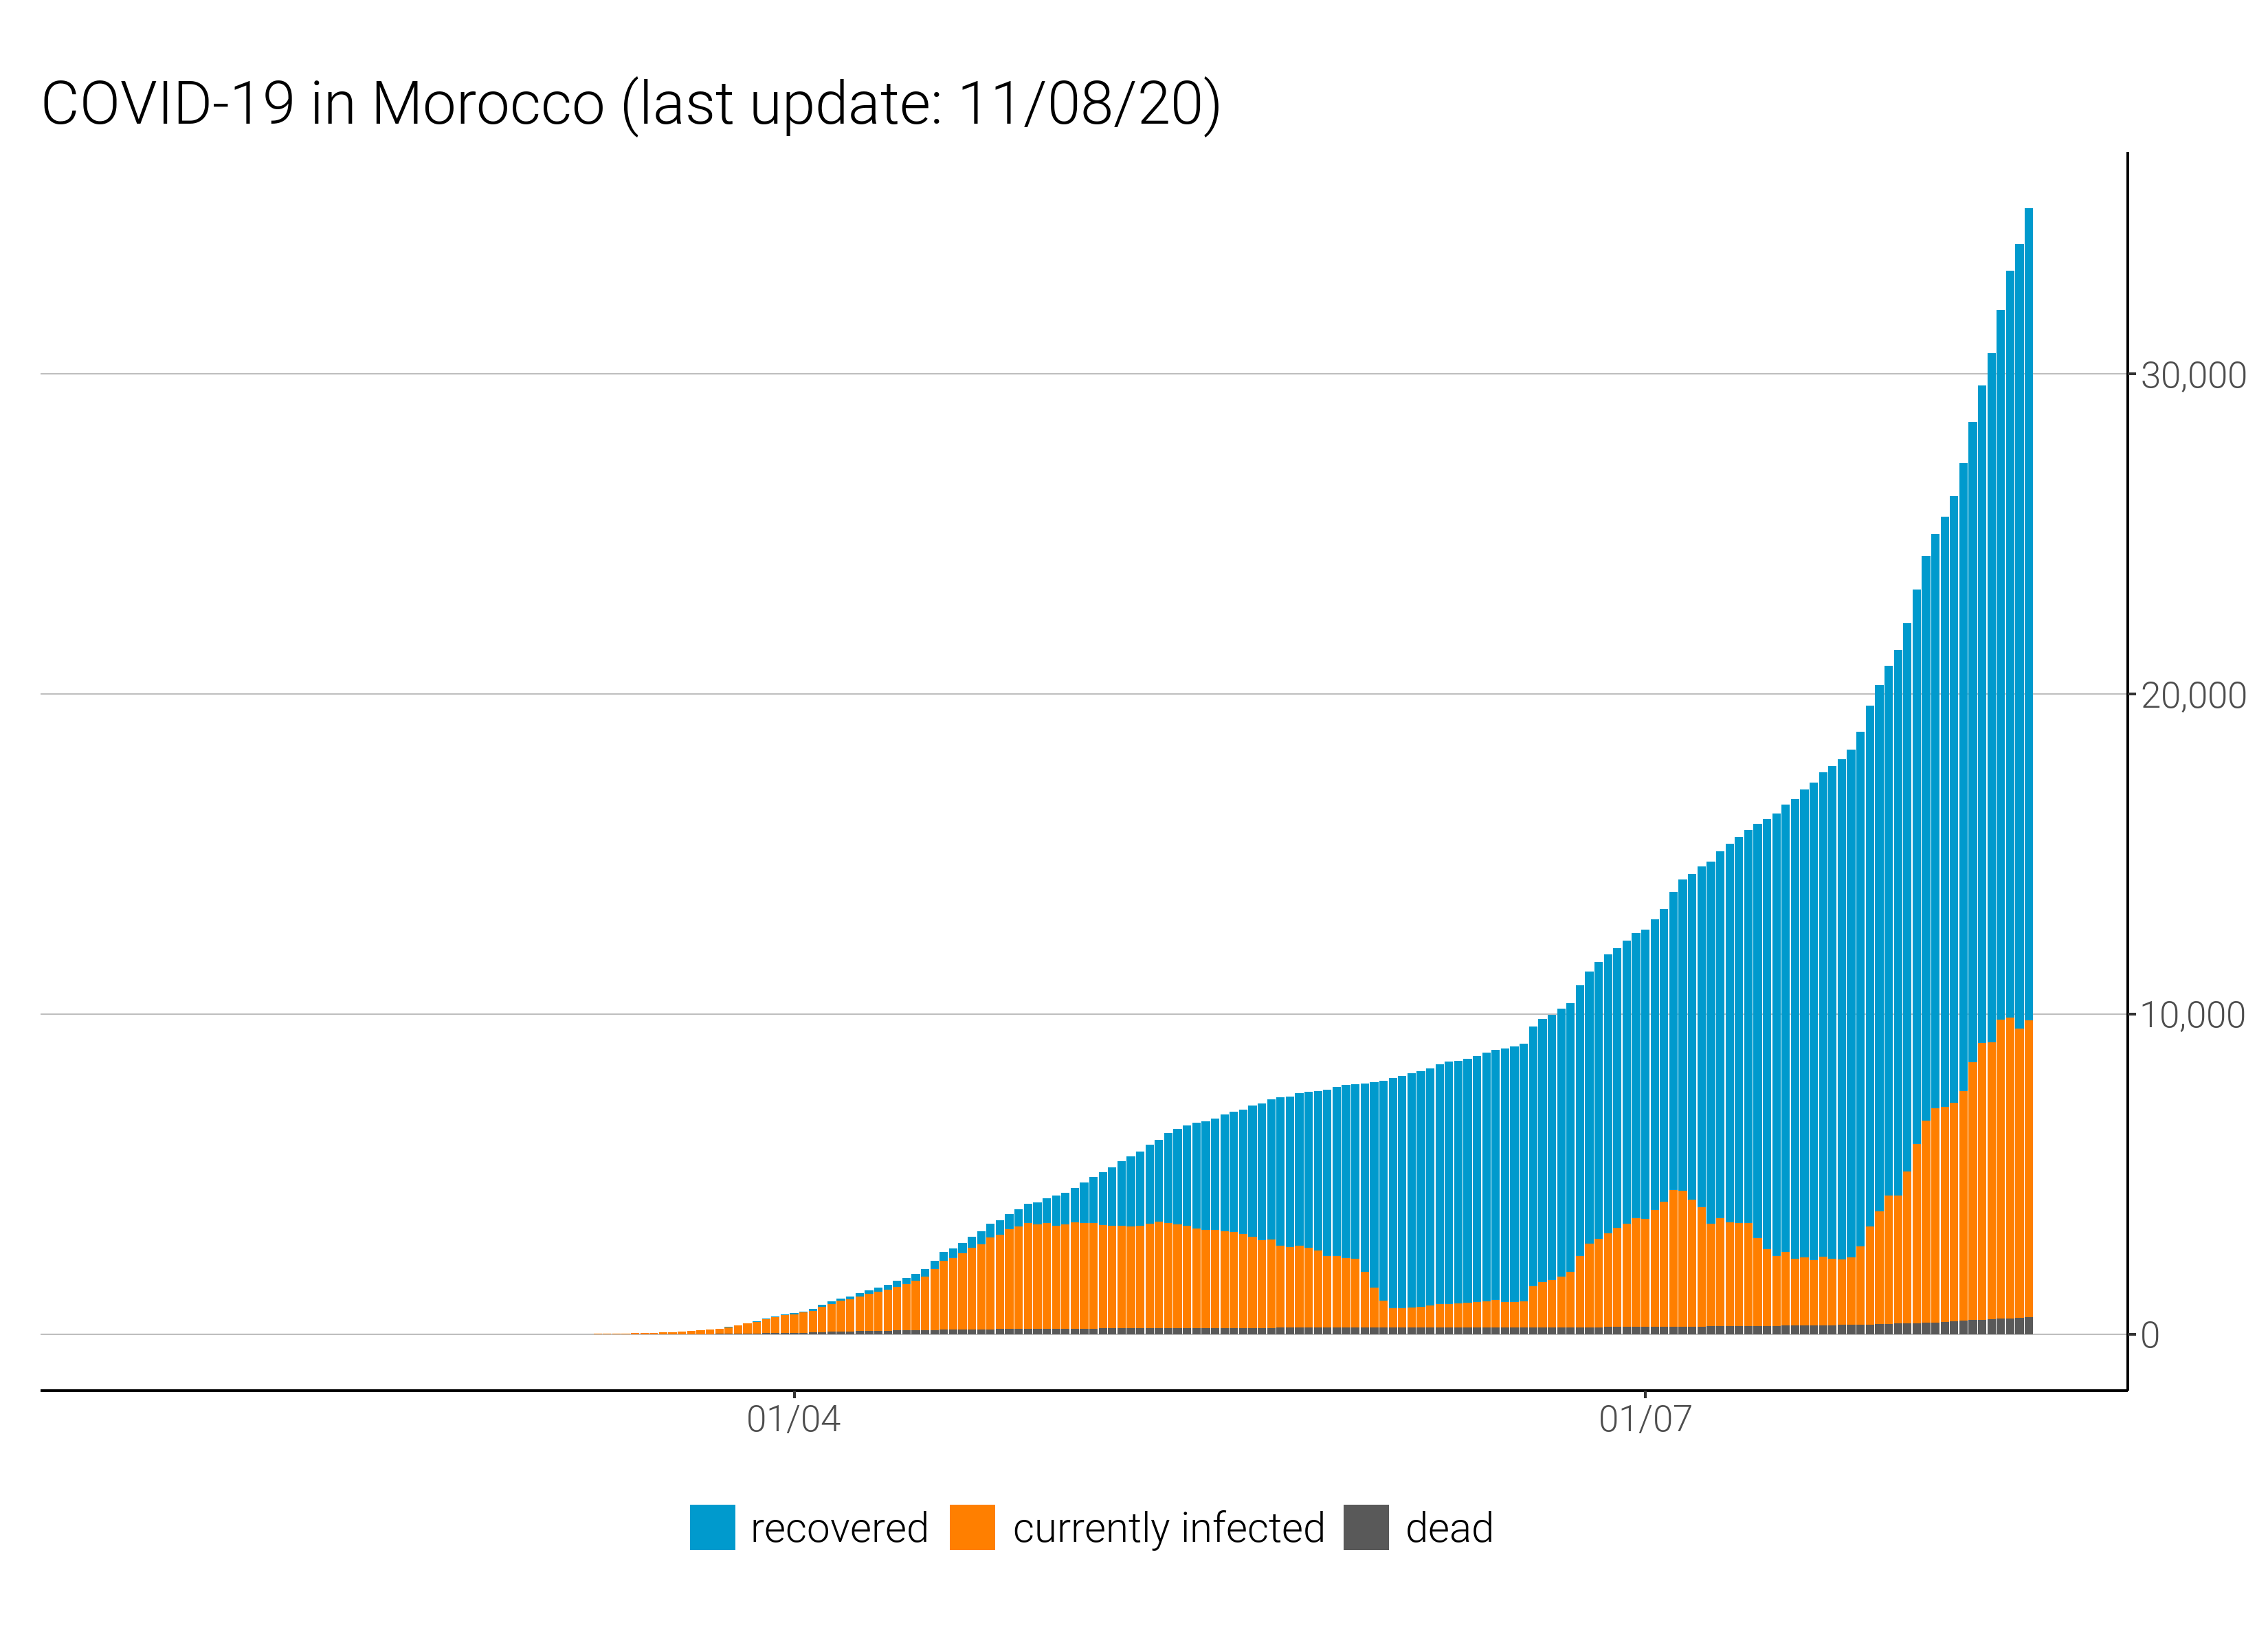 COVID-19 in Morocco (last update: 11/08/20)
30,000
20,000
10,000
0
01/04 01/07
recovered currently infected dead